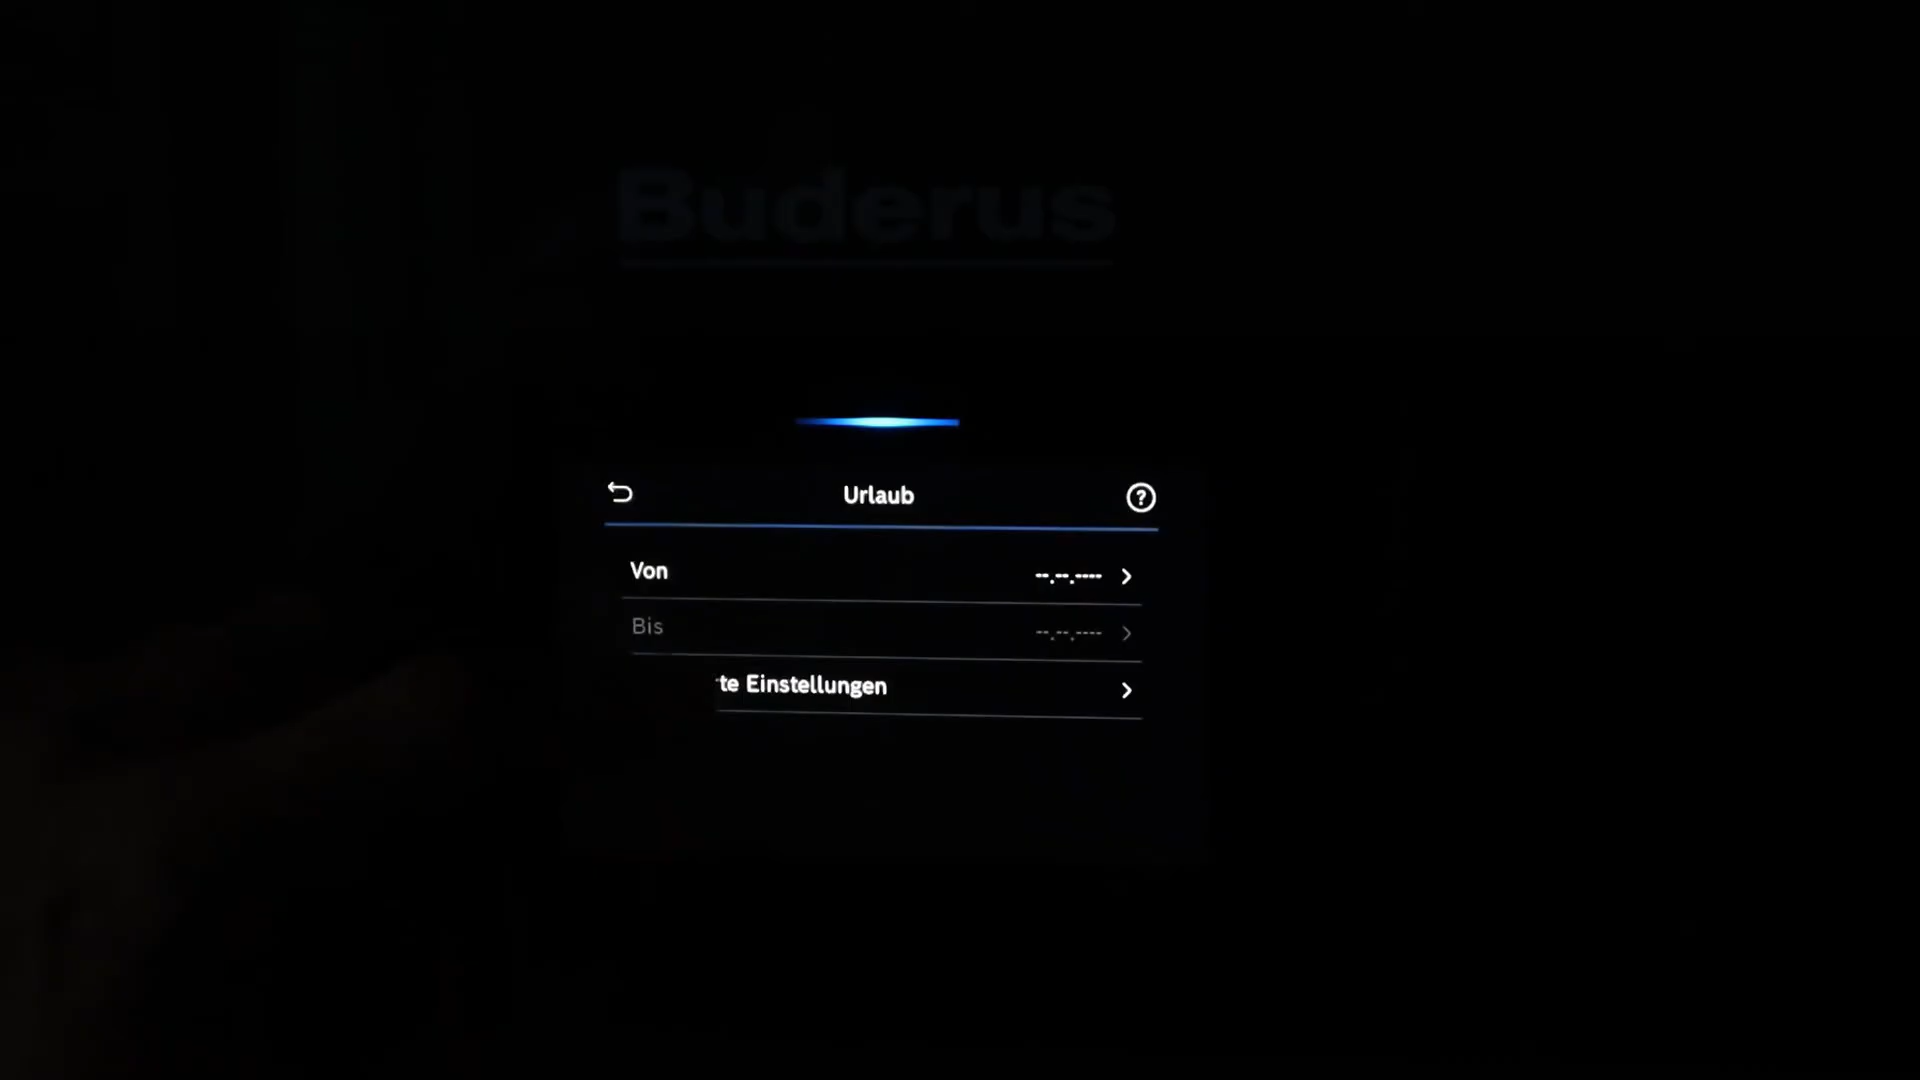 Buderus
Urlaub
Von --.--.----
Bis --.--.----
te Einstellungen